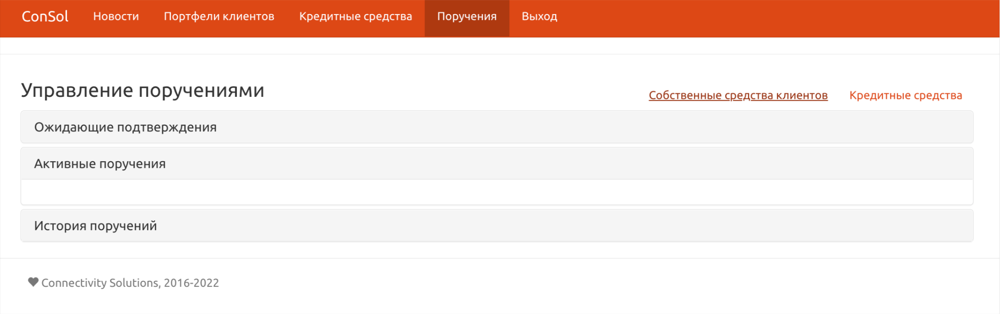 ConSol Новости Портфели клиентов Кредитные средства Поручения Выход
Управление поручениями
Собственные средства клиентов Кредитные средства
Ожидающие подтверждения
Активные поручения
История поручений
Connectivity Solutions, 2016-2022